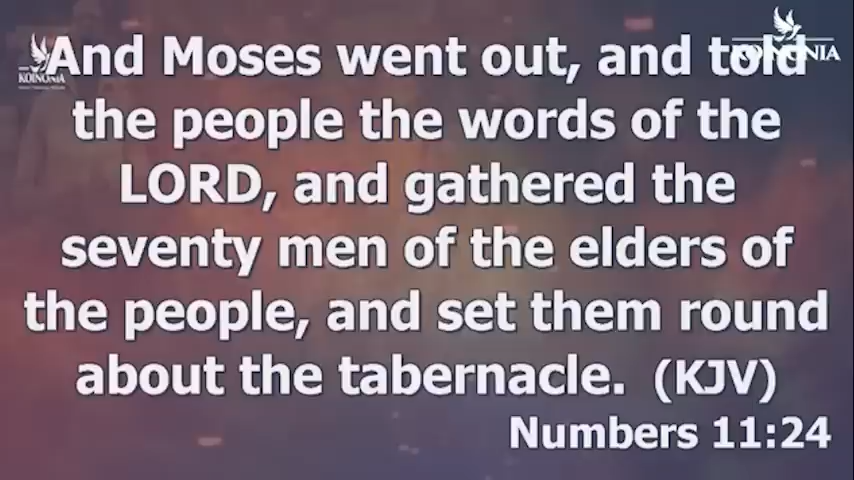 And Moses went out, and told
the people the words of the
LORD, and gathered the
seventy men of the elders of
the people, and set them round
about the tabernacle. (KJV)
Numbers 11:24
KOINONIA
KOINONIA